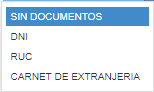 SIN DOCUMENTOS
DNI
RUC
CARNET DE EXTRANJERIA